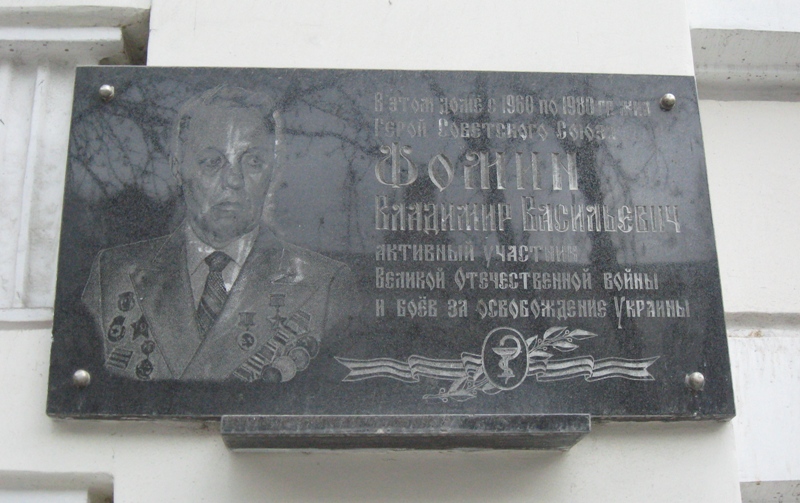 В этом доме с 1960 по 1980 гг. жил
Герой Советского Союза
Фомин
Владимир Васильевич
активный участник
Великой Отечественной войны
и боёв за освобождение Украины